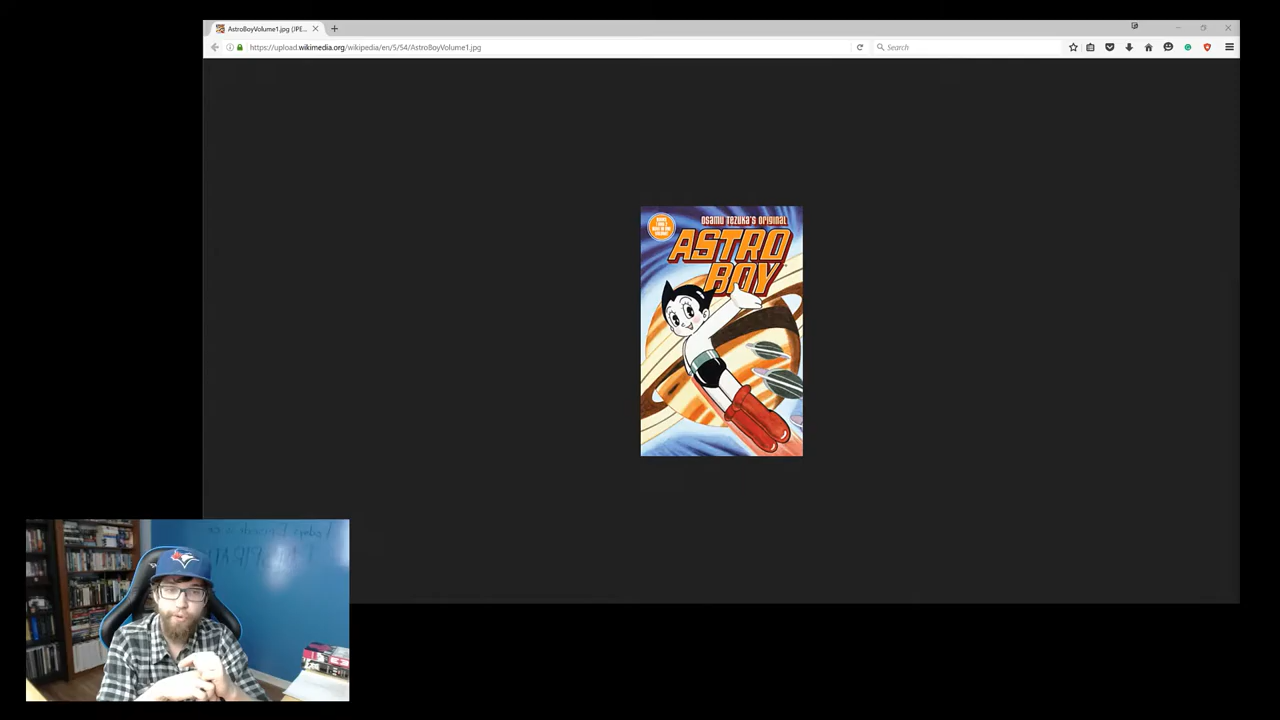 AstroBoyVolume1.jpg (JPE...
https://upload.wikimedia.org/wikipedia/en/5/54/AstroBoyVolume1.jpg
Search
OSAMU TEZUKA'S ORIGINAL
ASTRO
BOY